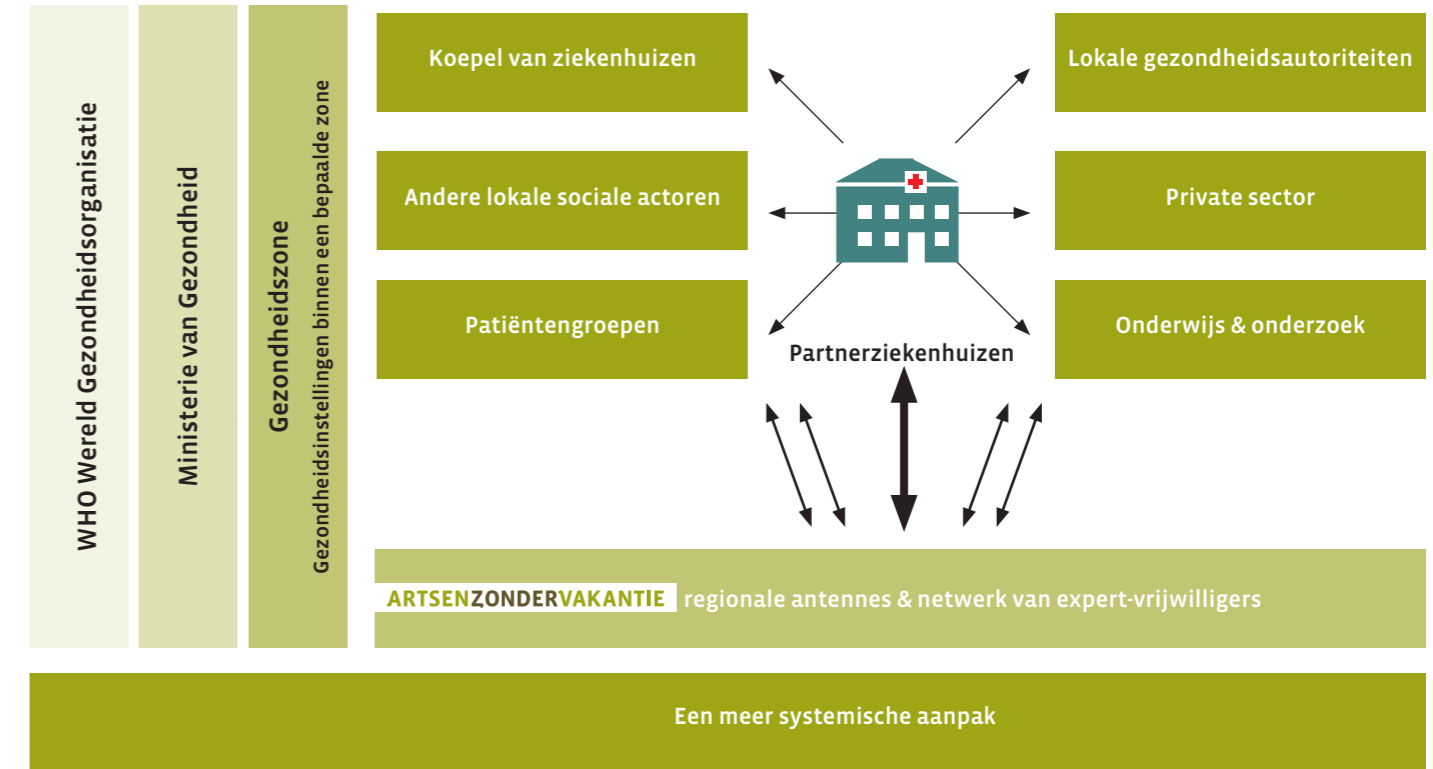 WHO Wereld Gezondheidsorganisatie
Ministerie van Gezondheid
Gezondheidszone
Gezondheidsinstellingen binnen een bepaalde zone
Koepel van ziekenhuizen
Lokale gezondheidsautoriteiten
Andere lokale sociale actoren
Private sector
Patiëntengroepen
Onderwijs & onderzoek
Partnerziekenhuizen
ARTSENZONDERVAKANTIE regionale antennes & netwerk van expert-vrijwilligers
Een meer systemische aanpak